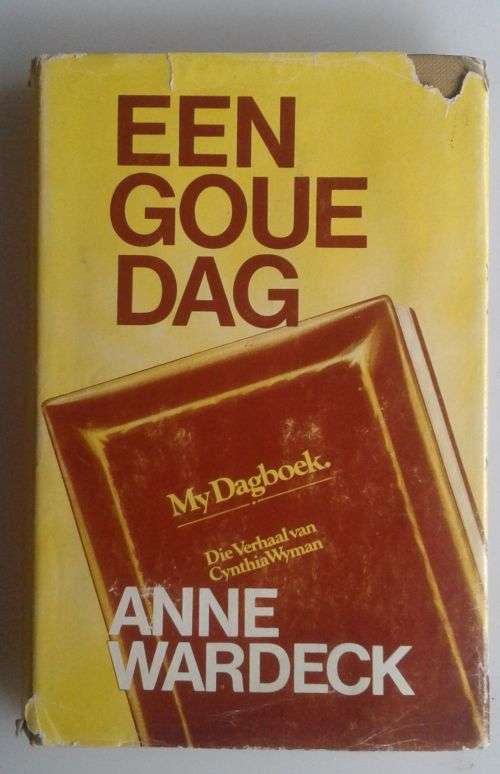 EEN
GOUE
DAG
My Dagboek.
Die Verhaal van
Cynthia Wyman
ANNE
WARDECK